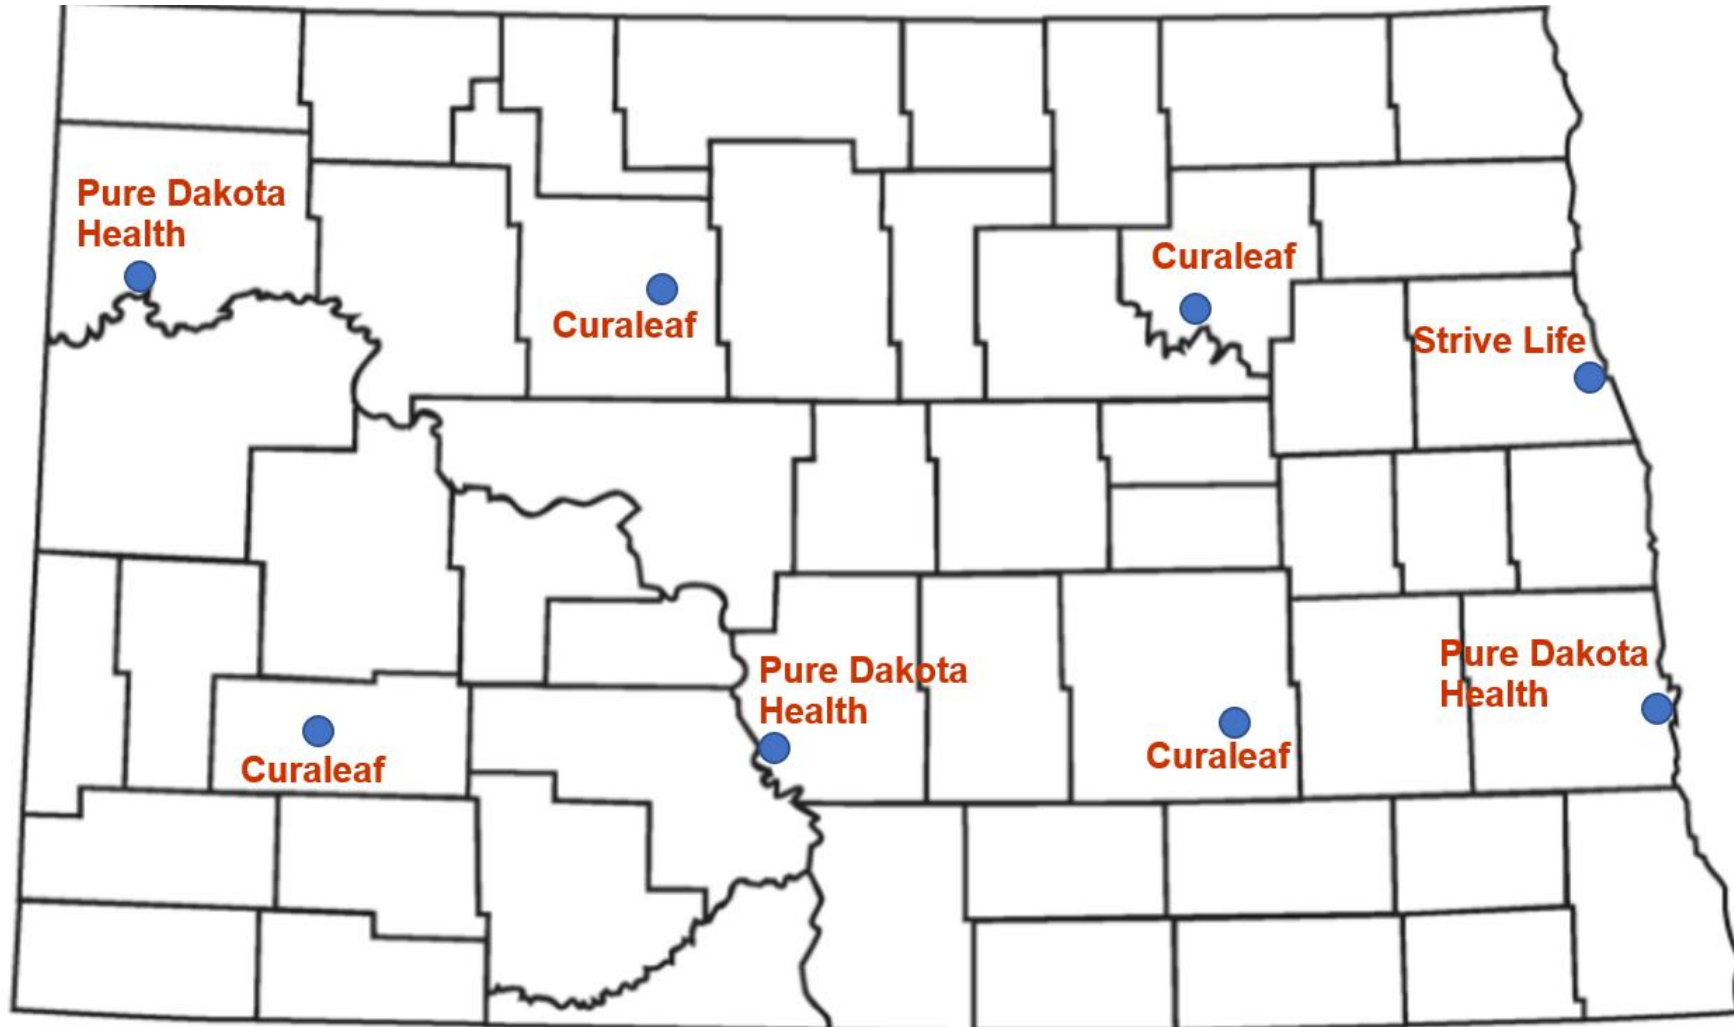 Pure Dakota
Health
Curaleaf
Curaleaf
Strive Life
Curaleaf
Pure Dakota
Health
Curaleaf
Pure Dakota
Health